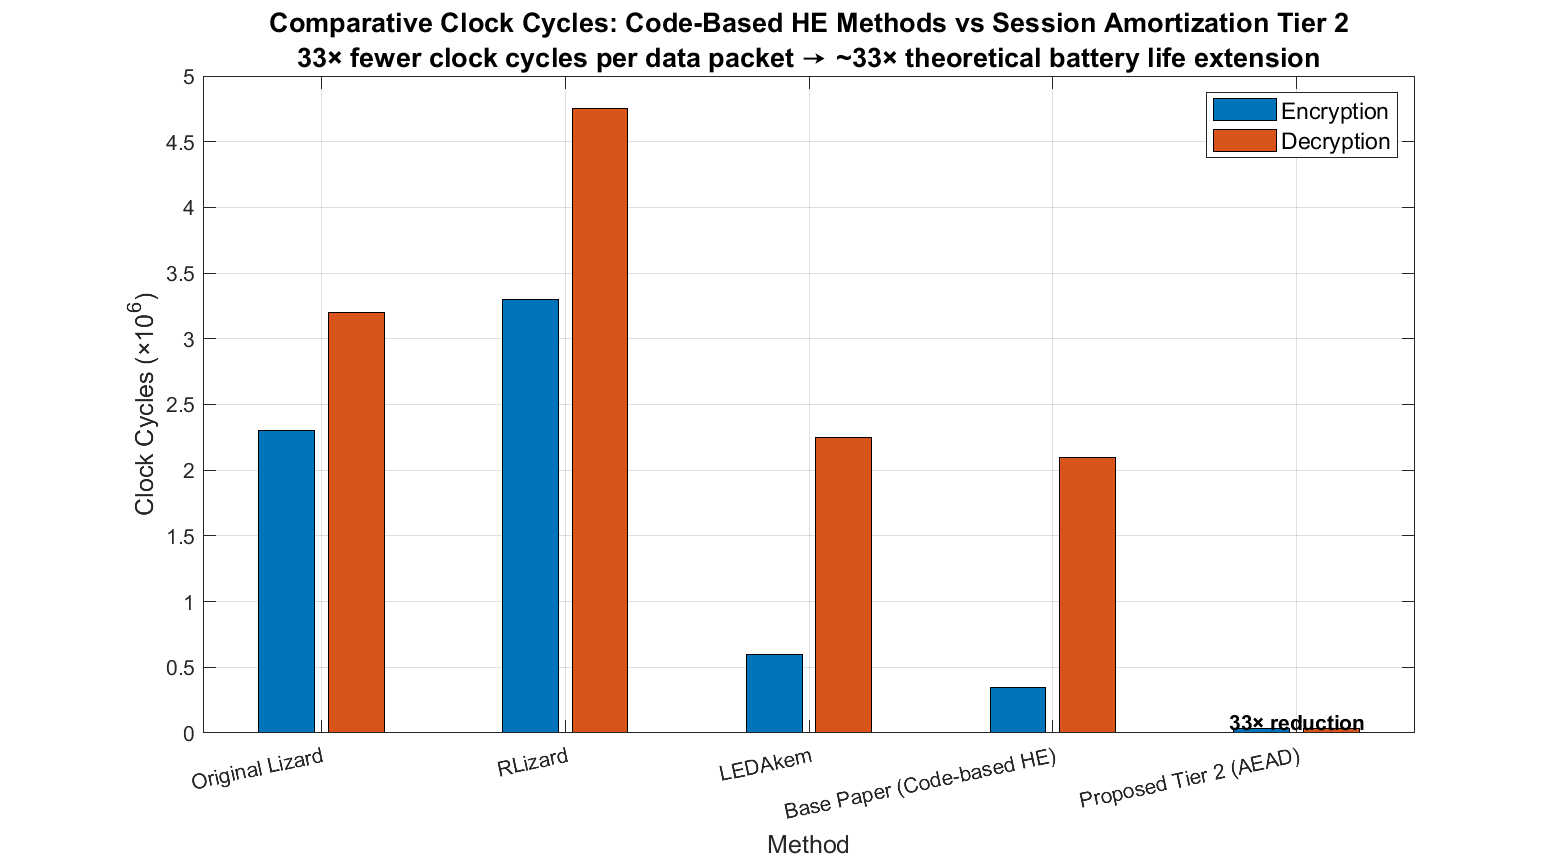 Comparative Clock Cycles: Code-Based HE Methods vs Session Amortization Tier 2
33× fewer clock cycles per data packet → ~33× theoretical battery life extension
Encryption
Decryption
Clock Cycles (×10⁶)
5
4.5
4
3.5
3
2.5
2
1.5
1
0.5
0
33× reduction
Original Lizard
RLizard
LEDAkem
Base Paper (Code-based HE)
Proposed Tier 2 (AEAD)
Method